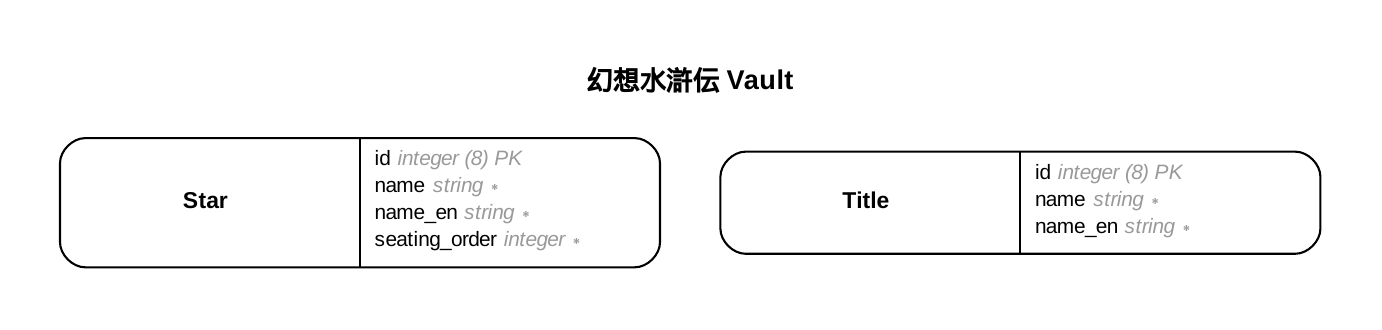 幻想水滸伝 Vault
Star
id integer (8) PK
name string *
name_en string *
seating_order integer *
Title
id integer (8) PK
name string *
name_en string *